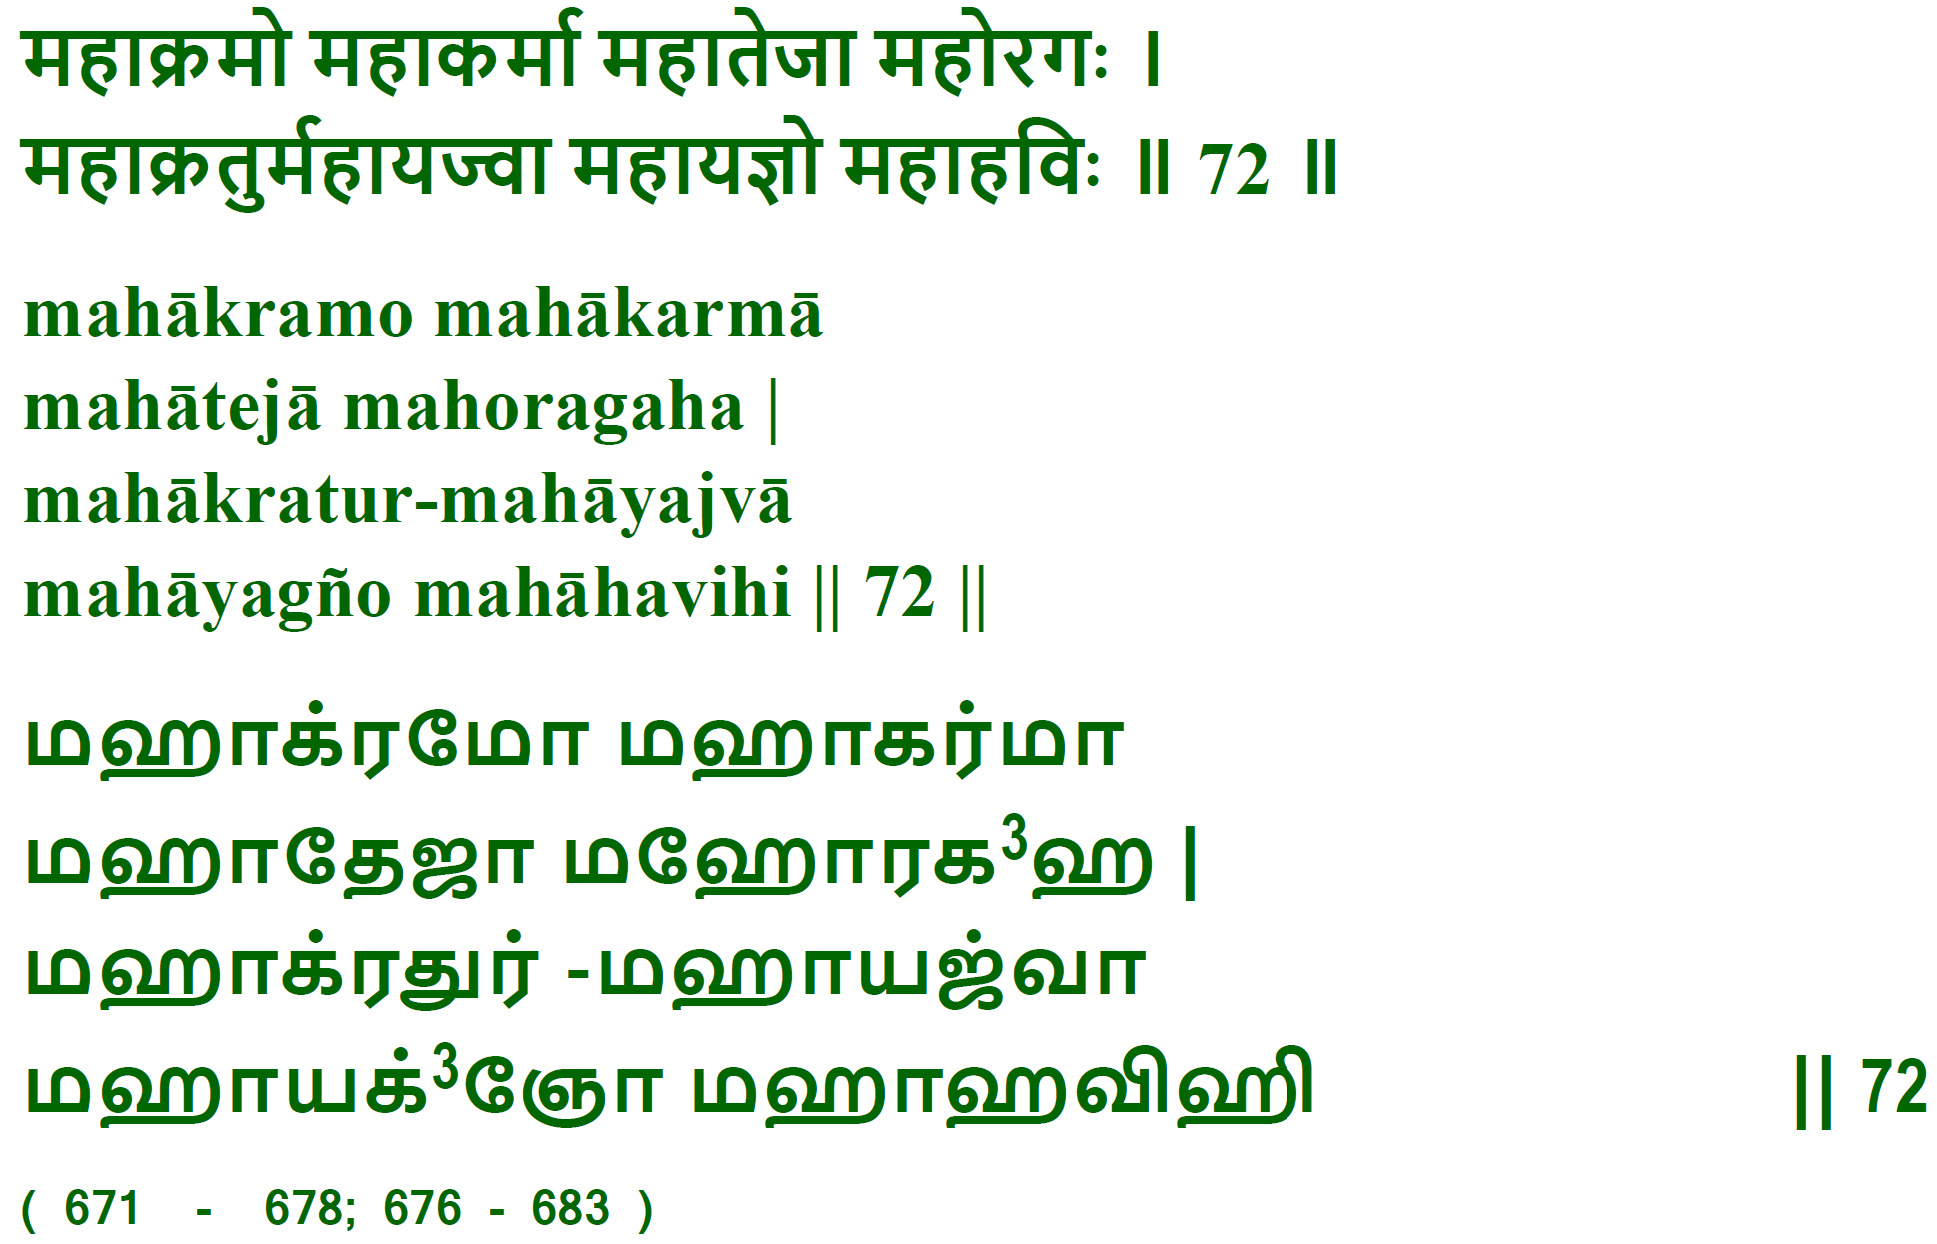 महाक्रमो महाकर्मा महातेजा महोरगः ।
महाक्रतुर्महायज्वा महायज्ञो महाहविः ॥ 72 ॥
mahākramo mahākarmā
mahātejā mahoragaha |
mahākratur-mahāyajvā
mahāyagño mahāhavihi || 72 ||
மஹாக்ரமோ மஹாகர்மா
மஹாதேஜா மஹோரக³ஹ |
மஹாக்ரதுர் -மஹாயஜ்வா
மஹாயக்³ஞோ மஹாஹவிஹி || 72
( 671 - 678; 676 - 683 )